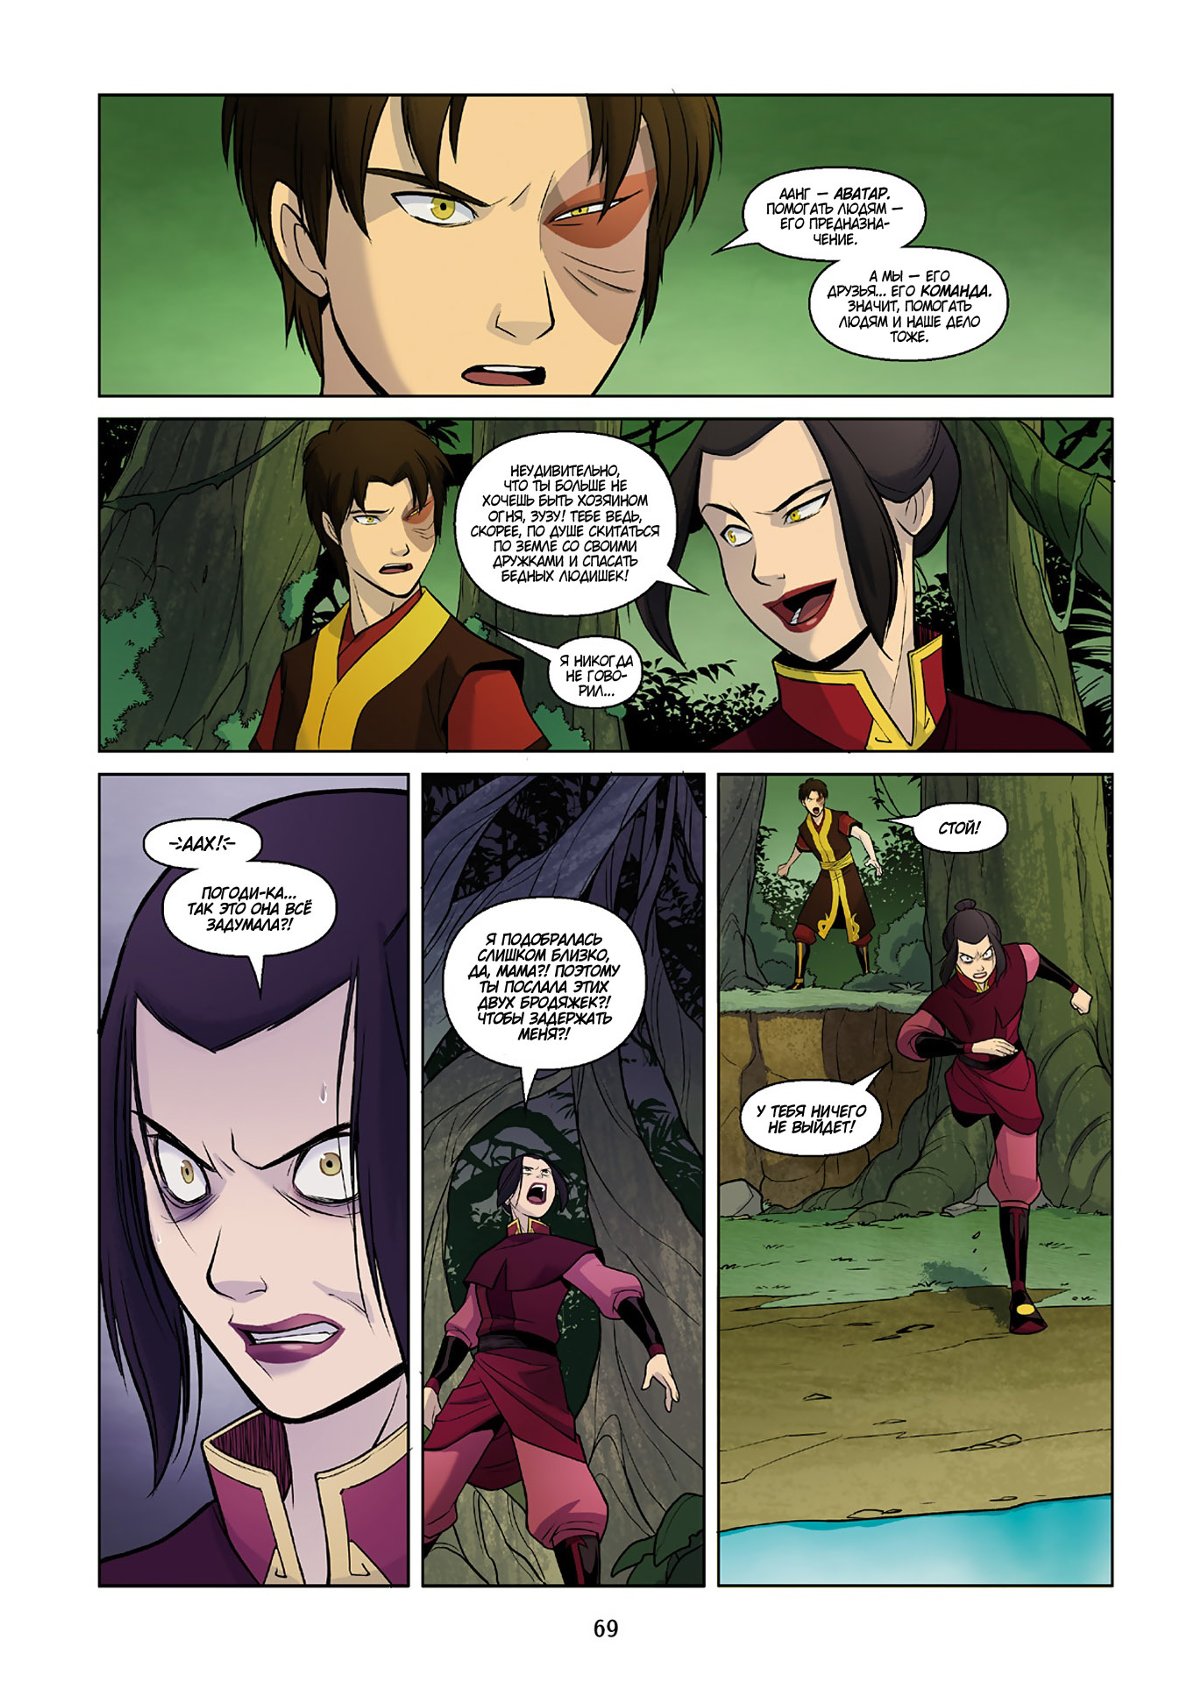 ААНГ — АВАТАР.
ПОМОГАТЬ ЛЮДЯМ —
ЕГО ПРЕДНАЗНА-
ЧЕНИЕ.
А МЫ — ЕГО
ДРУЗЬЯ... ЕГО КОМАНДА.
ЗНАЧИТ, ПОМОГАТЬ
ЛЮДЯМ И НАШЕ ДЕЛО
ТОЖЕ.
НЕУДИВИТЕЛЬНО,
ЧТО ТЫ БОЛЬШЕ НЕ
ХОЧЕШЬ БЫТЬ ХОЗЯИНОМ
ОГНЯ, ЗУЗУ! ТЕБЕ ВЕДЬ,
СКОРЕЕ, ПО ДУШЕ СКИТАТЬСЯ
ПО ЗЕМЛЕ СО СВОИМИ
ДРУЖКАМИ И СПАСАТЬ
БЕДНЫХ ЛЮДИШЕК!
Я НИКОГДА
НЕ ГОВО-
РИЛ...
ААХ!
ПОГОДИ-КА...
ТАК ЭТО ОНА ВСЁ
ЗАДУМАЛА?!
Я ПОДОБРАЛАСЬ
СЛИШКОМ БЛИЗКО,
ДА, МАМА?! ПОЭТОМУ
ТЫ ПОСЛАЛА ЭТИХ
ДВУХ БРОДЯЖЕК?!
ЧТОБЫ ЗАДЕРЖАТЬ
МЕНЯ?!
СТОЙ!
У ТЕБЯ НИЧЕГО
НЕ ВЫЙДЕТ!
69